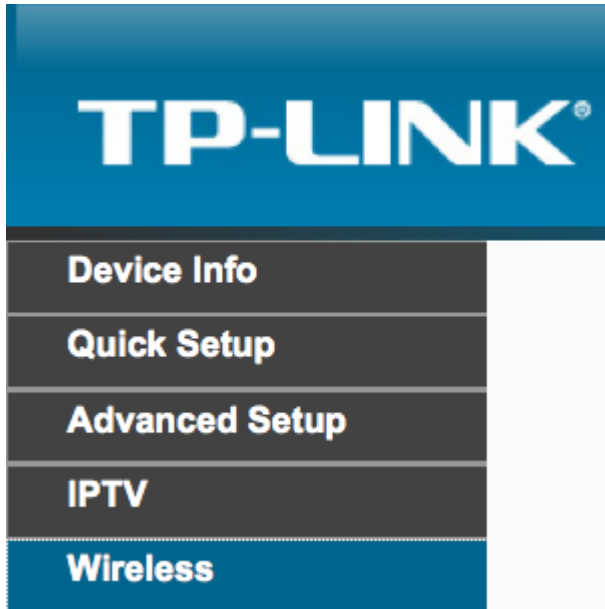 TP-LINK®
Device Info
Quick Setup
Advanced Setup
IPTV
Wireless